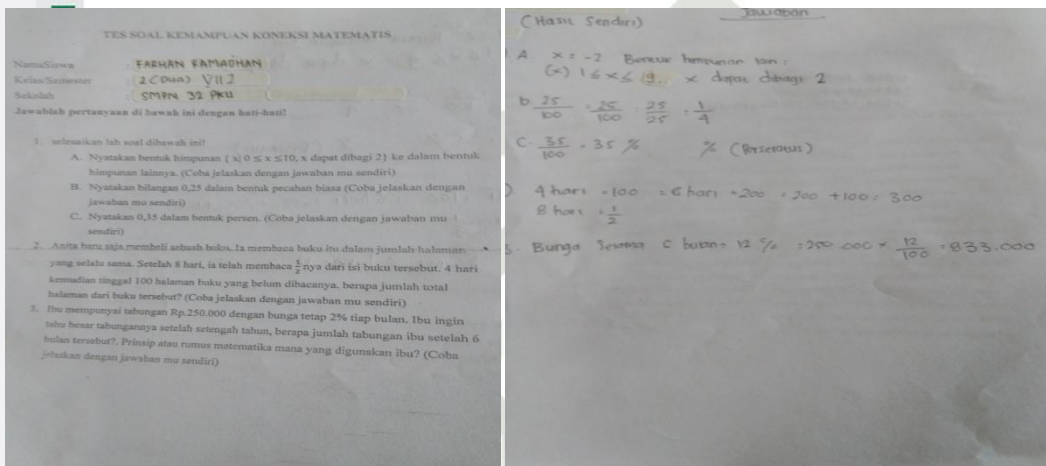 TES SOAL KEMAMPUAN KONEKSI MATEMATIS
NamaSiswa : FARHAN RAMADHAN
Kelas/Semester : 2 (Dua) VII 2
Sekolah : SMPN 32 PKU
Jawablah pertanyaan di bawah ini dengan hati-hati!
1. selesaikan lah soal dibawah ini!
A. Nyatakan bentuk himpunan { x| 0 ≤ x ≤10, x dapat dibagi 2} ke dalam bentuk
himpunan lainnya. (Coba jelaskan dengan jawaban mu sendiri)
B. Nyatakan bilangan 0,25 dalam bentuk pecahan biasa (Coba jelaskan dengan
jawaban mu sendiri)
C. Nyatakan 0,35 dalam bentuk persen. (Coba jelaskan dengan jawaban mu
sendiri)
2. Anita baru saja membeli sebuah buku. Ia membaca buku itu dalam jumlah halaman
yang selalu sama. Setelah 8 hari, ia telah membaca 1/2 nya dari isi buku tersebut. 4 hari
kemudian tinggal 100 halaman buku yang belum dibacanya, berapa jumlah total
halaman dari buku tersebut? (Coba jelaskan dengan jawaban mu sendiri)
3. Ibu mempunyai tabungan Rp.250.000 dengan bunga tetap 2% tiap bulan. Ibu ingin
tahu besar tabungannya setelah setengah tahun, berapa jumlah tabungan ibu setelah 6
bulan tersebut?. Prinsip atau rumus matematika mana yang digunakan ibu? (Coba
jelaskan dengan jawaban mu sendiri)
Jawaban
(Hasil Sendiri)
A. x = -2 Bentuk himpunan lain :
(x) 1 ≤ x ≤ 9 x dapat dibagi 2
b. 25/100 = 25/100 : 25/25 = 1/4
C. 35/100 = 35 % % (Perseratus)
4 hari = 100 = 200 = 200 + 100 = 300
8 hari = 1/2
Bunga Selama 6 bulan = 12 % = 250.000 × 12/100 = 833.000